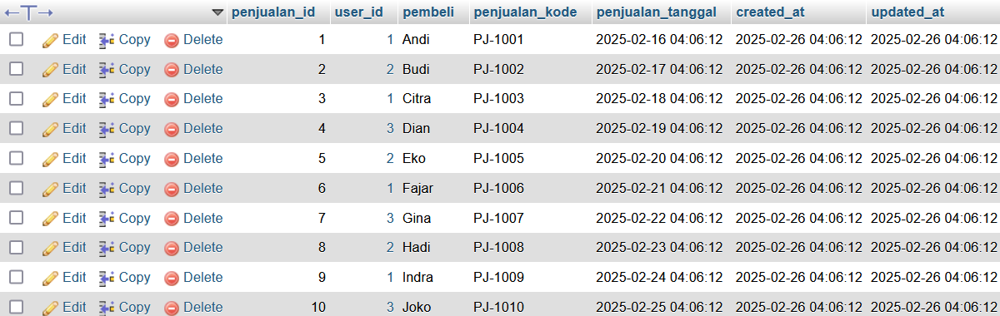 penjualan_id user_id pembeli penjualan_kode penjualan_tanggal created_at updated_at
Edit Copy Delete 1 1 Andi PJ-1001 2025-02-16 04:06:12 2025-02-26 04:06:12 2025-02-26 04:06:12
Edit Copy Delete 2 2 Budi PJ-1002 2025-02-17 04:06:12 2025-02-26 04:06:12 2025-02-26 04:06:12
Edit Copy Delete 3 1 Citra PJ-1003 2025-02-18 04:06:12 2025-02-26 04:06:12 2025-02-26 04:06:12
Edit Copy Delete 4 3 Dian PJ-1004 2025-02-19 04:06:12 2025-02-26 04:06:12 2025-02-26 04:06:12
Edit Copy Delete 5 2 Eko PJ-1005 2025-02-20 04:06:12 2025-02-26 04:06:12 2025-02-26 04:06:12
Edit Copy Delete 6 1 Fajar PJ-1006 2025-02-21 04:06:12 2025-02-26 04:06:12 2025-02-26 04:06:12
Edit Copy Delete 7 3 Gina PJ-1007 2025-02-22 04:06:12 2025-02-26 04:06:12 2025-02-26 04:06:12
Edit Copy Delete 8 2 Hadi PJ-1008 2025-02-23 04:06:12 2025-02-26 04:06:12 2025-02-26 04:06:12
Edit Copy Delete 9 1 Indra PJ-1009 2025-02-24 04:06:12 2025-02-26 04:06:12 2025-02-26 04:06:12
Edit Copy Delete 10 3 Joko PJ-1010 2025-02-25 04:06:12 2025-02-26 04:06:12 2025-02-26 04:06:12